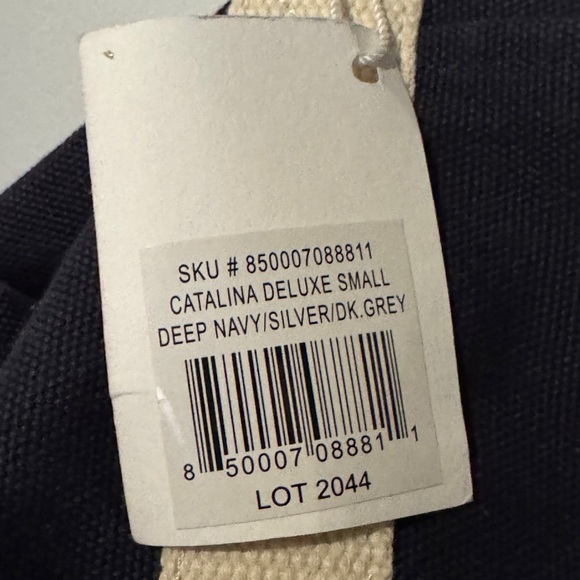 SKU # 850007088811
CATALINA DELUXE SMALL
DEEP NAVY/SILVER/DK.GREY
8 50007 08881 1
LOT 2044